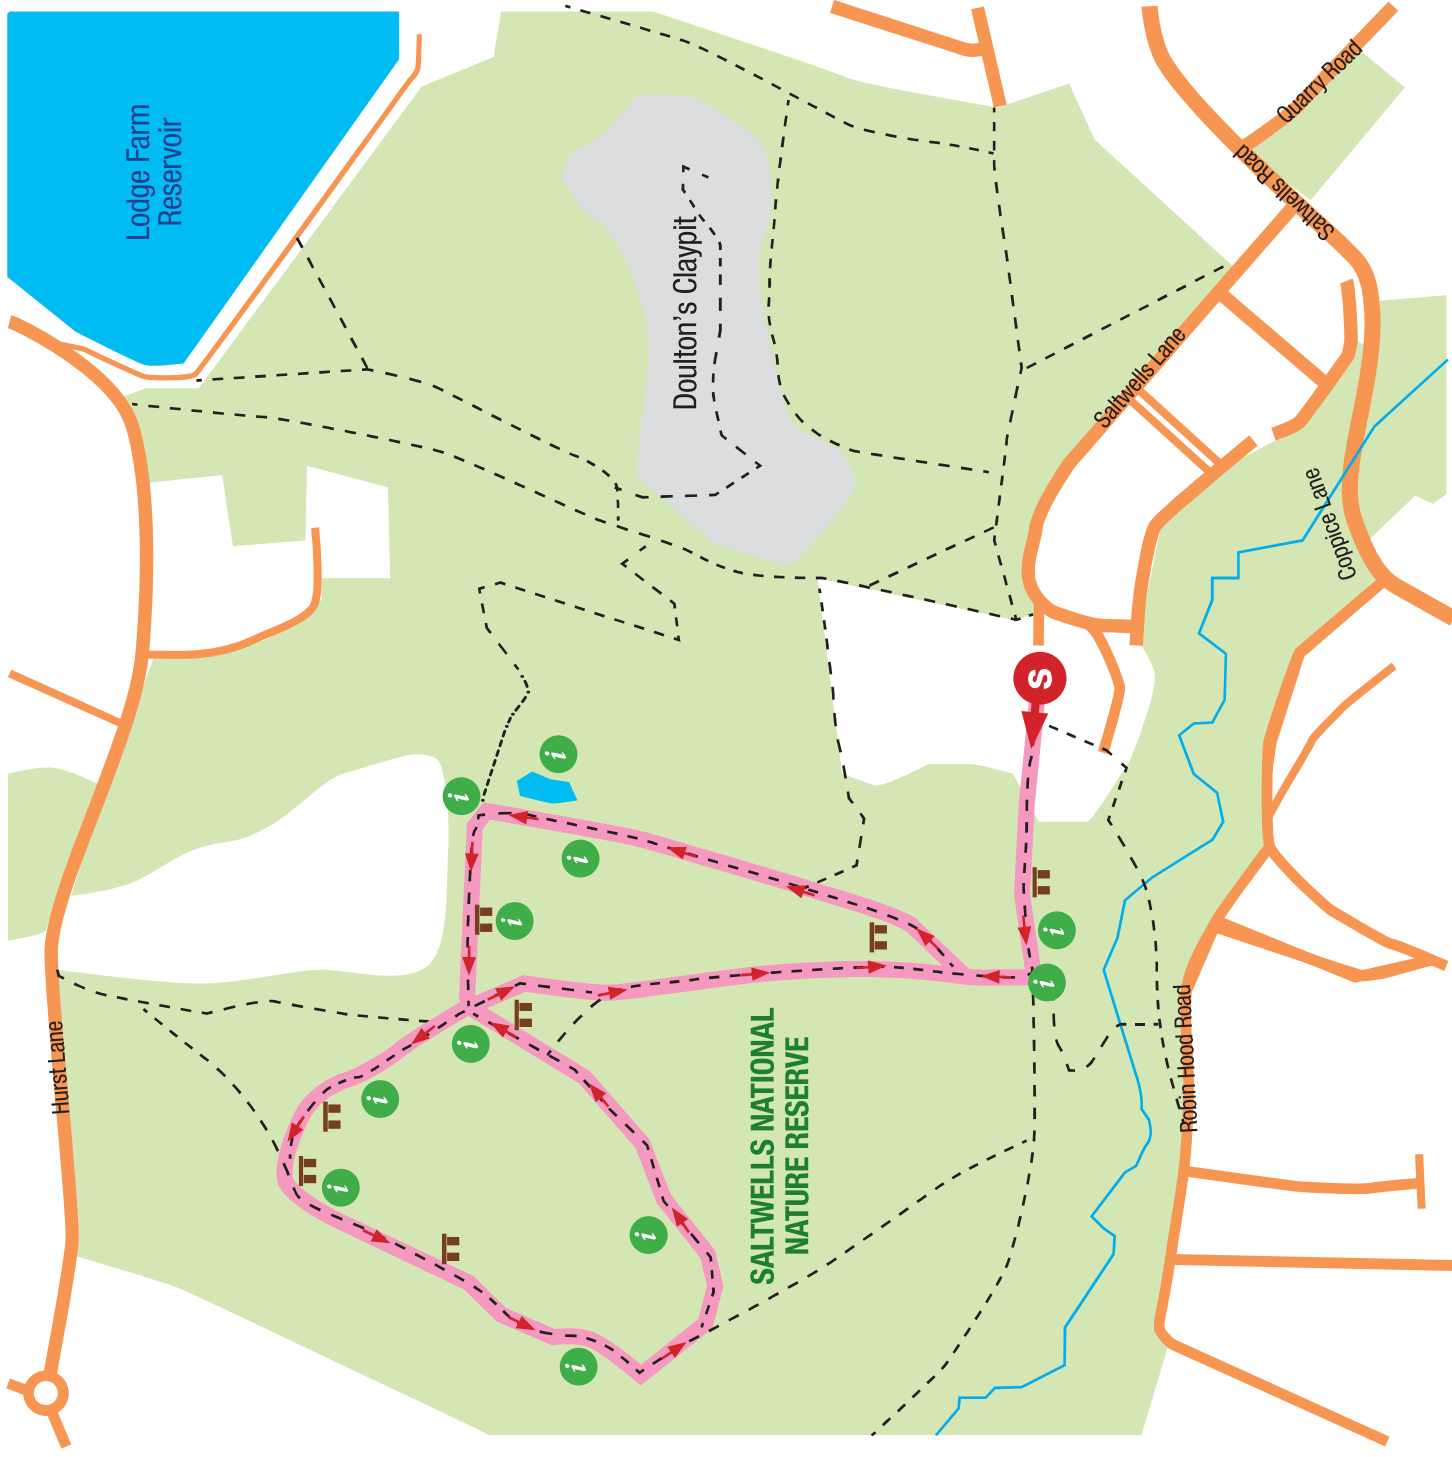 Lodge Farm
Reservoir
Doulton's Claypit
Quarry Road
Saltwells Road
Saltwells Lane
Coppice Lane
S
i
i
i
i
i
i
i
i
i
i
i
i
Hurst Lane
SALTWELLS NATIONAL
NATURE RESERVE
Robin Hood Road